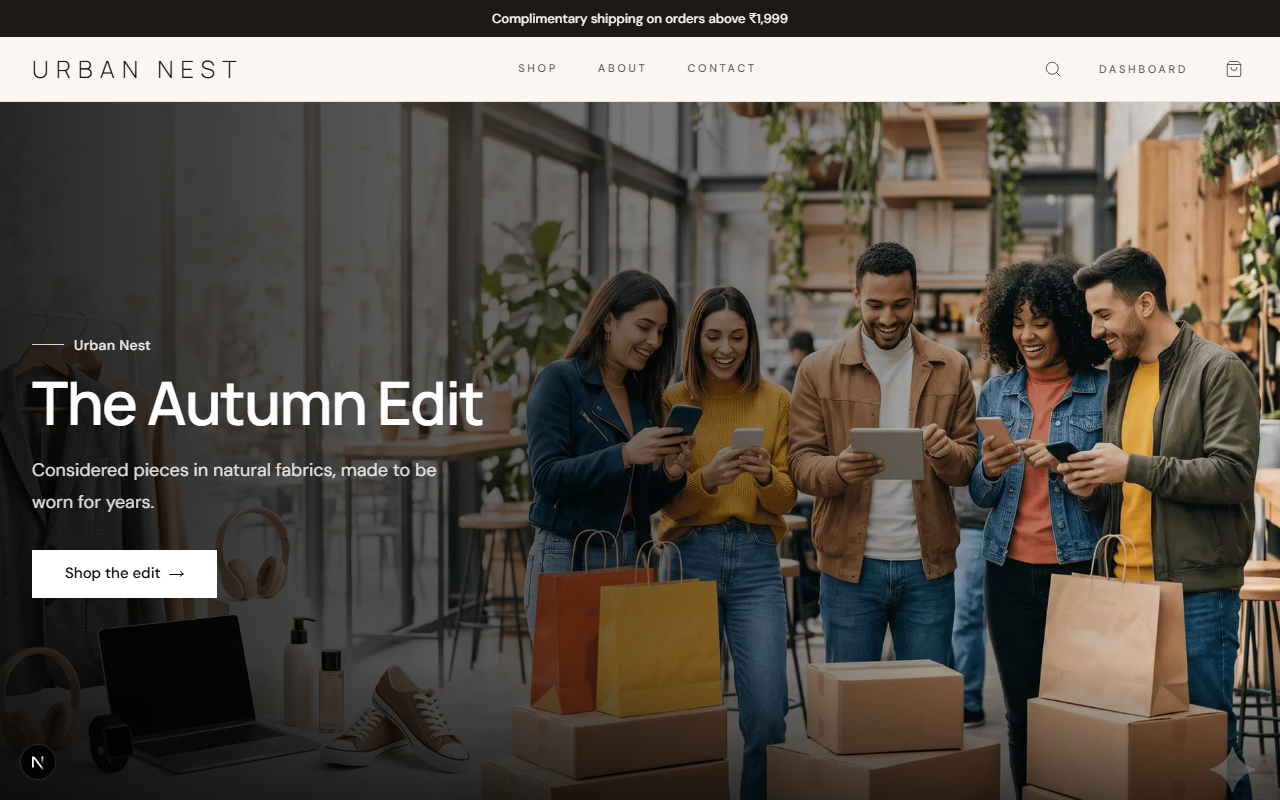 Complimentary shipping on orders above ₹1,999
URBAN NEST
SHOP ABOUT CONTACT
DASHBOARD
Urban Nest
The Autumn Edit
Considered pieces in natural fabrics, made to be
worn for years.
Shop the edit →
N